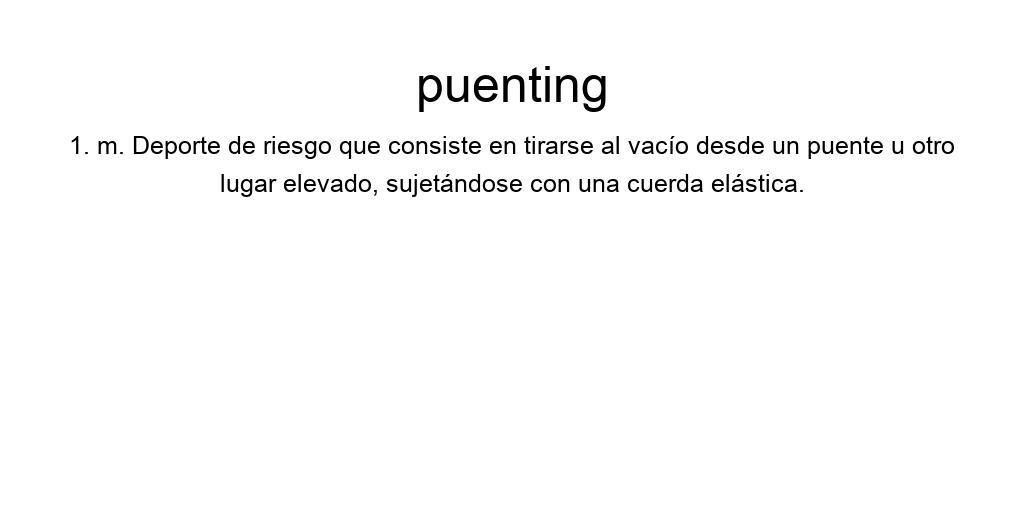 puenting
1. m. Deporte de riesgo que consiste en tirarse al vacío desde un puente u otro
lugar elevado, sujetándose con una cuerda elástica.